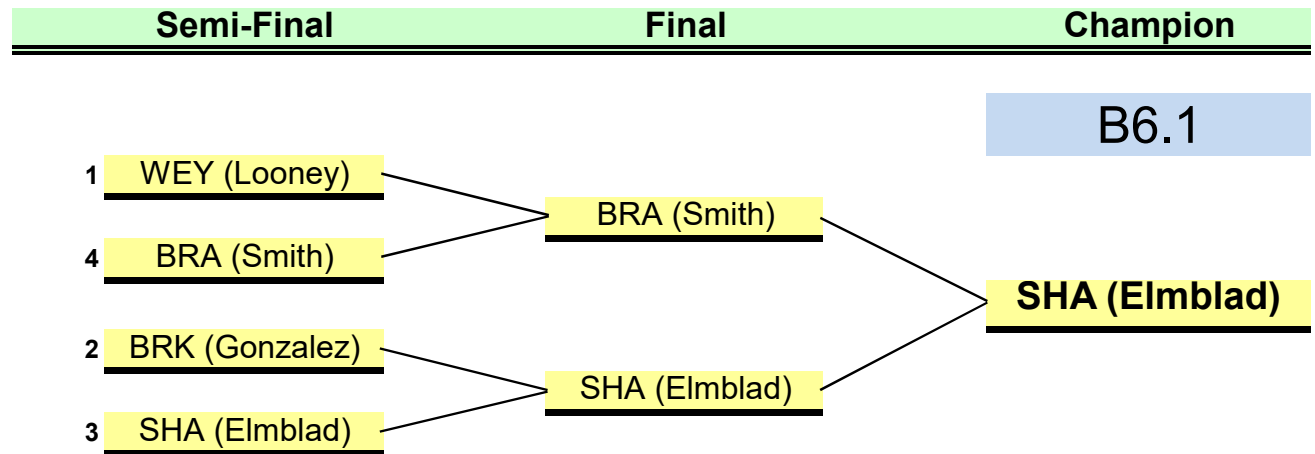 Semi-Final Final Champion
B6.1
1 WEY (Looney)
BRA (Smith)
4 BRA (Smith)
SHA (Elmblad)
2 BRK (Gonzalez)
SHA (Elmblad)
3 SHA (Elmblad)